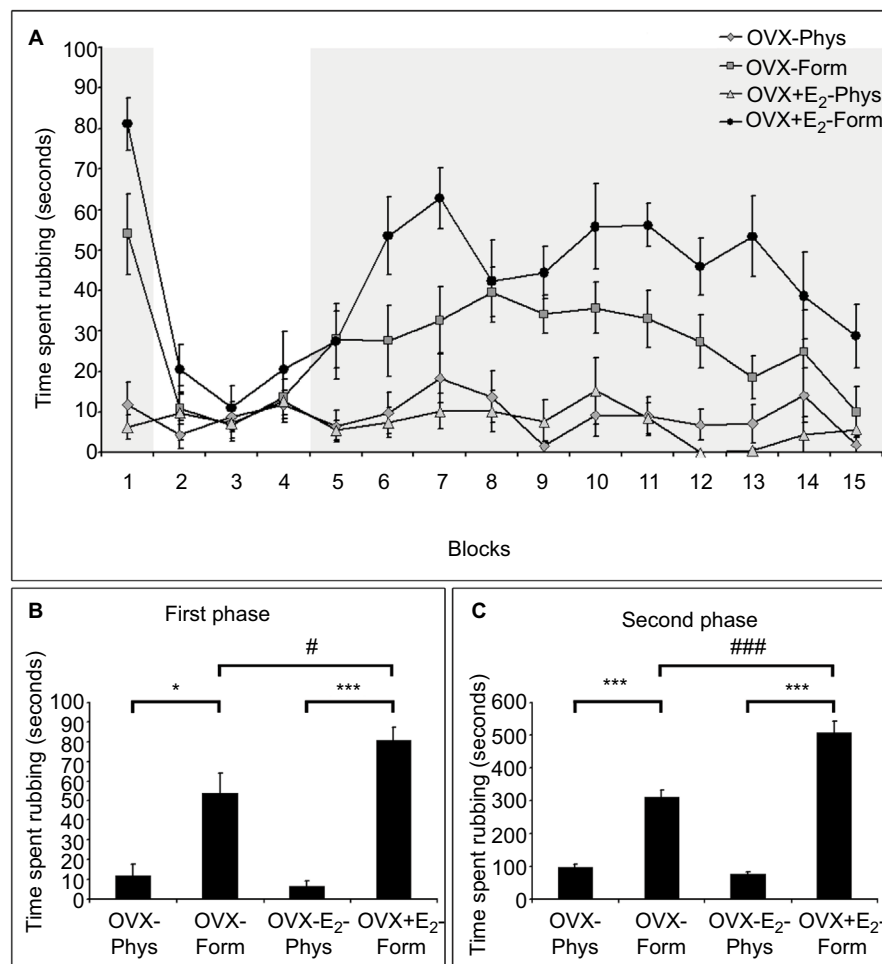 A
OVX-Phys
OVX-Form
OVX+E₂-Phys
OVX+E₂-Form
Time spent rubbing (seconds)
100
90
80
70
60
50
40
30
20
10
0
1 2 3 4 5 6 7 8 9 10 11 12 13 14 15
Blocks
B
First phase
#
* ***
Time spent rubbing (seconds)
100
90
80
70
60
50
40
30
20
10
0
OVX- OVX- OVX-E₂- OVX+E₂-
Phys Form Phys Form
C
Second phase
###
*** ***
Time spent rubbing (seconds)
600
500
400
300
200
100
0
OVX- OVX- OVX-E₂- OVX+E₂-
Phys Form Phys Form